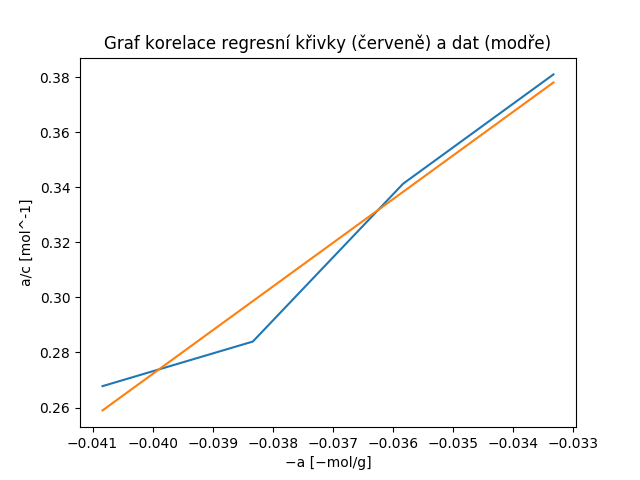 Graf korelace regresní křivky (červeně) a dat (modře)
0.38
0.36
0.34
0.32
0.30
0.28
0.26
a/c [mol^-1]
−0.041 −0.040 −0.039 −0.038 −0.037 −0.036 −0.035 −0.034 −0.033
−a [−mol/g]